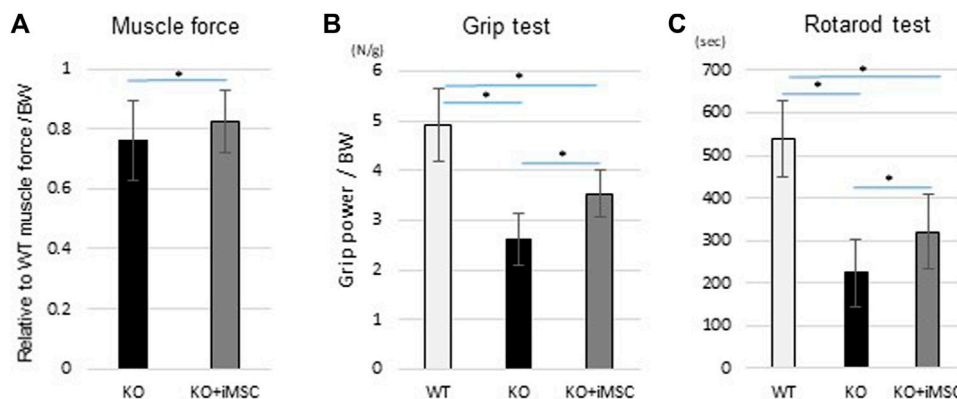 A
Muscle force
Relative to WT muscle force / BW
1
*
0.8
0.6
0.4
0.2
0
KO
KO+iMSC
B
Grip test
(N/g)
Grip power / BW
6
*
*
5
4
*
3
2
1
0
WT
KO
KO+iMSC
C
Rotarod test
(sec)
700
*
*
600
500
400
*
300
200
100
0
WT
KO
KO+iMSC